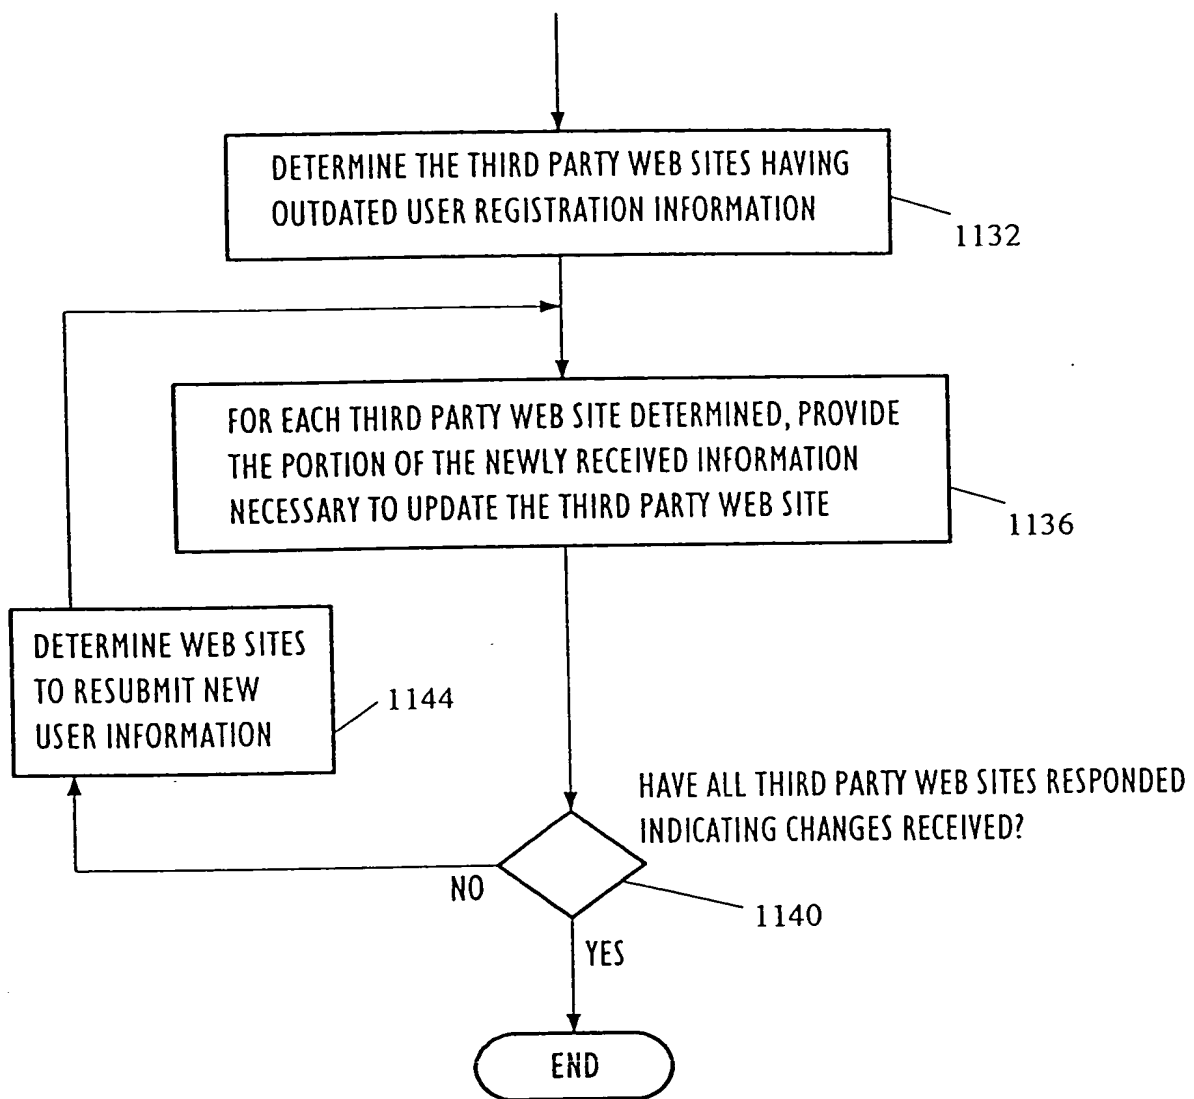 DETERMINE THE THIRD PARTY WEB SITES HAVING
OUTDATED USER REGISTRATION INFORMATION
1132
FOR EACH THIRD PARTY WEB SITE DETERMINED, PROVIDE
THE PORTION OF THE NEWLY RECEIVED INFORMATION
NECESSARY TO UPDATE THE THIRD PARTY WEB SITE
1136
DETERMINE WEB SITES
TO RESUBMIT NEW
USER INFORMATION
1144
HAVE ALL THIRD PARTY WEB SITES RESPONDED
INDICATING CHANGES RECEIVED?
NO
1140
YES
END